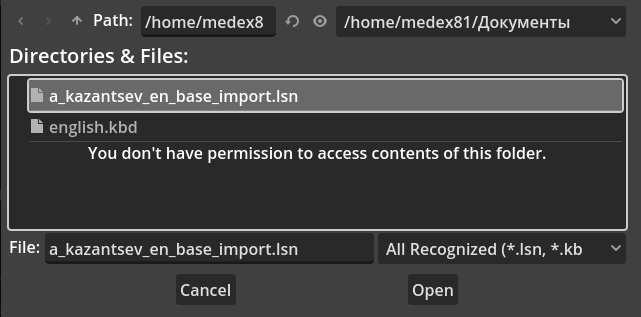 Path: /home/medex8 /home/medex81/Документы
Directories & Files:
a_kazantsev_en_base_import.lsn
english.kbd
You don't have permission to access contents of this folder.
File: a_kazantsev_en_base_import.lsn All Recognized (*.lsn, *.kb
Cancel Open